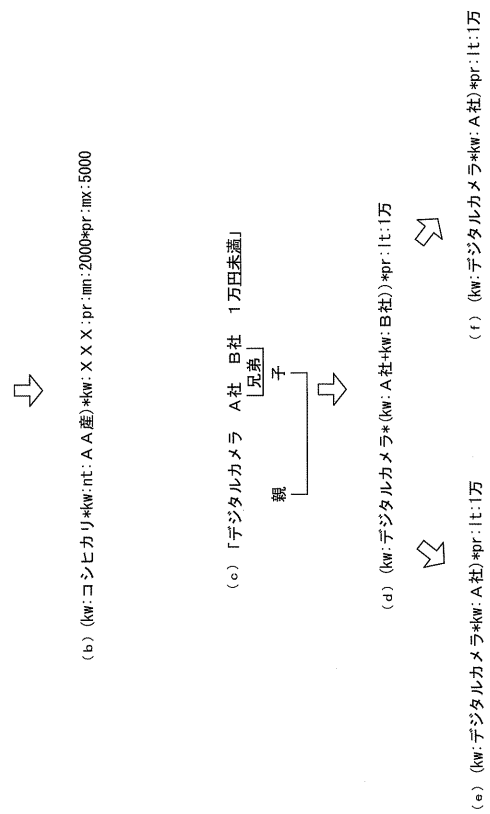 (b) (kw:コシヒカリ*kw:nt:ＡＡ産)*kw:ＸＸＸ:pr:mn:2000*pr:mx:5000
(c) 「デジタルカメラ　Ａ社　Ｂ社　１万円未満」
兄弟
親　子
(d) (kw:デジタルカメラ*(kw:Ａ社+kw:Ｂ社))*pr:lt:1万
(e) (kw:デジタルカメラ*kw:Ａ社)*pr:lt:1万
(f) (kw:デジタルカメラ*kw:Ａ社)*pr:lt:1万